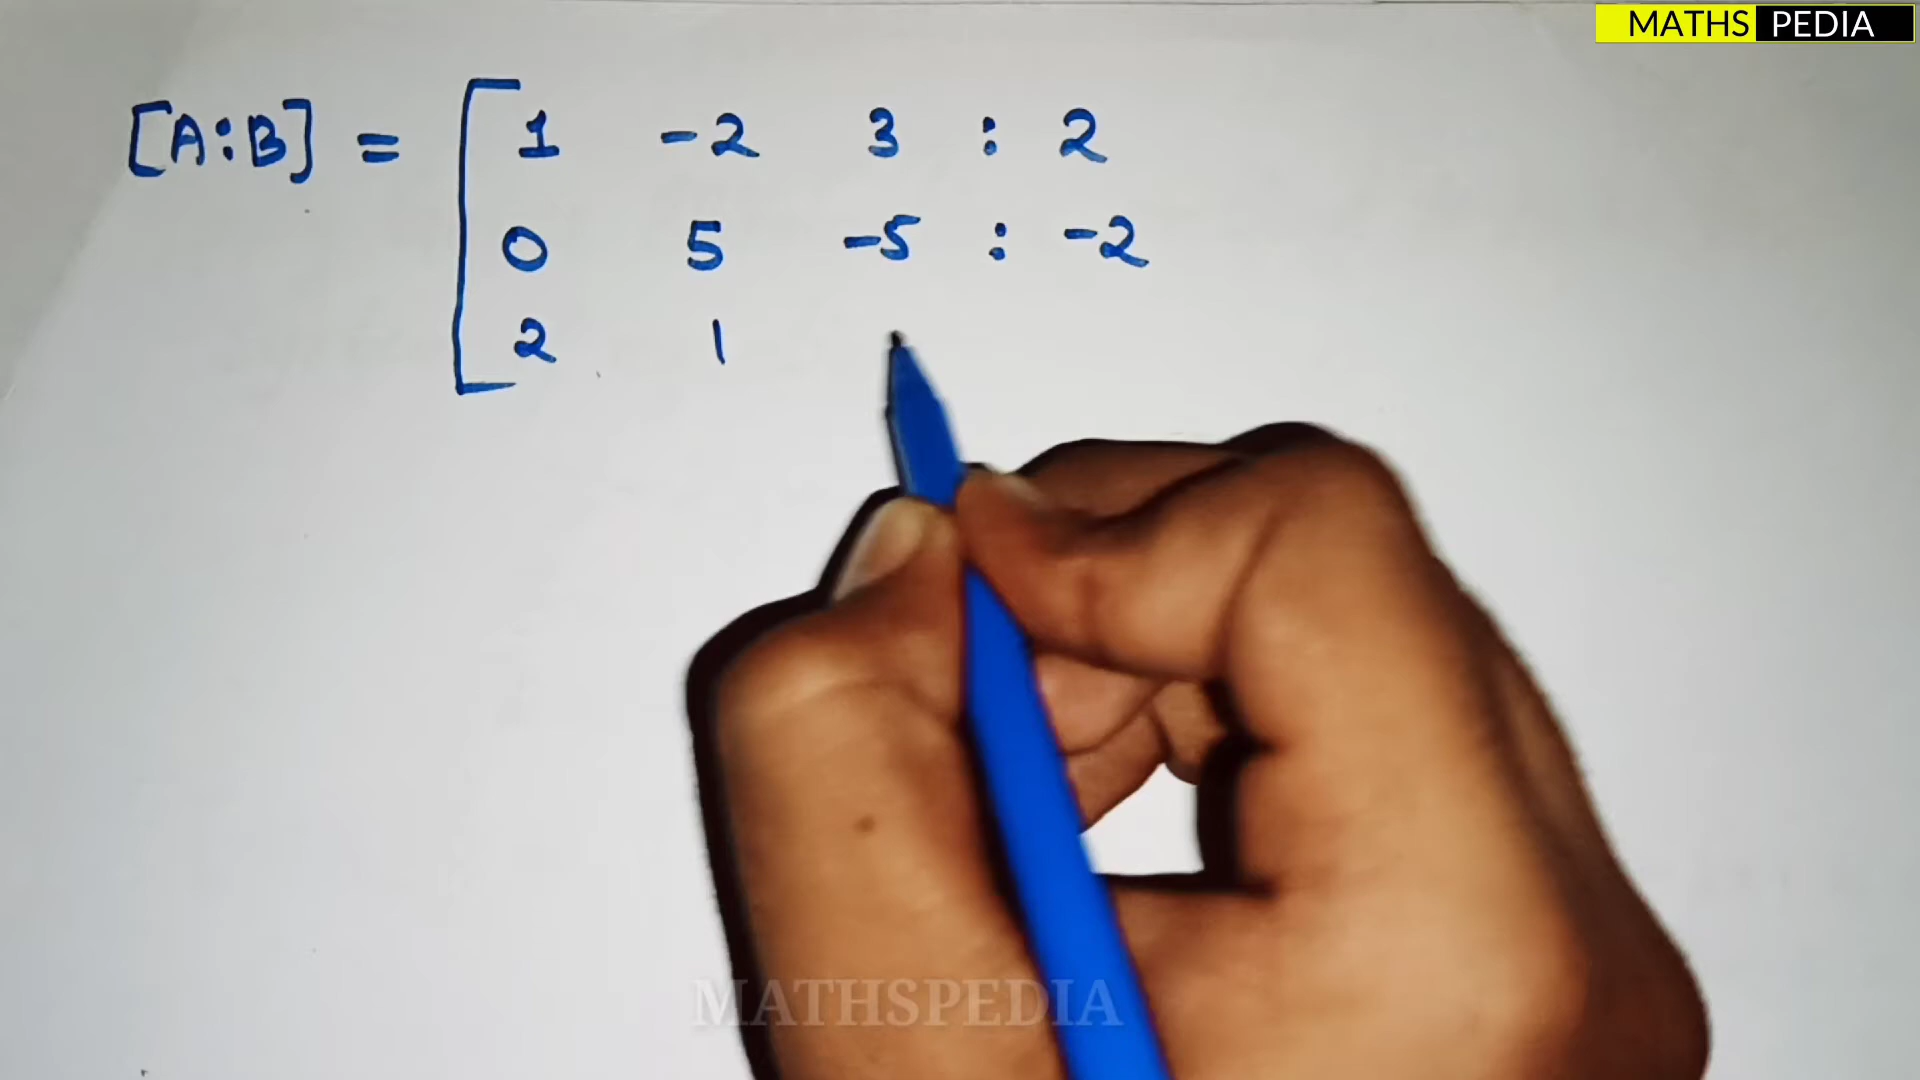 MATHS PEDIA
[A:B] = [ 1 -2 3 : 2
0 5 -5 : -2
2 1
MATHSPEDIA